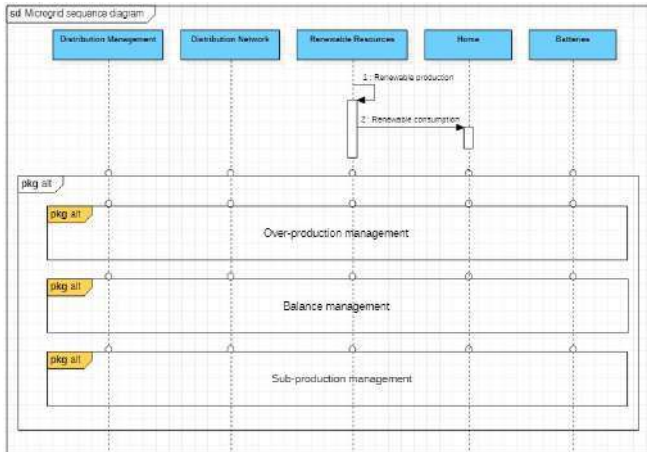 sd Microgrid sequence diagram
Distribution Management
Distribution Network
Renewable Resources
Home
Batteries
1 : Renewable production
2 : Renewable consumption
pkg alt
pkg alt
Over-production management
pkg alt
Balance management
pkg alt
Sub-production management